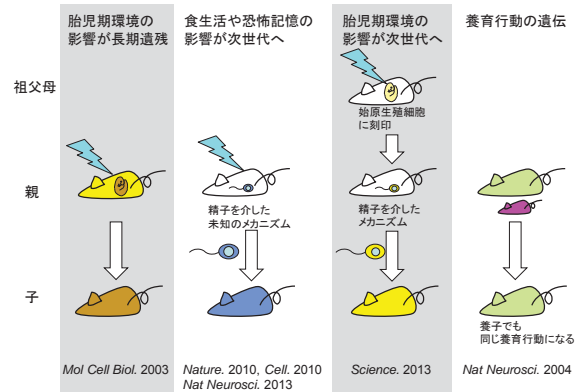 胎児期環境の
影響が長期遺残
食生活や恐怖記憶の
影響が次世代へ
胎児期環境の
影響が次世代へ
養育行動の遺伝
祖父母
始原生殖細胞
に刻印
親
精子を介した
未知のメカニズム
精子を介した
メカニズム
子
養子でも
同じ養育行動になる
Mol Cell Biol. 2003
Nature. 2010, Cell. 2010
Nat Neurosci. 2013
Science. 2013
Nat Neurosci. 2004